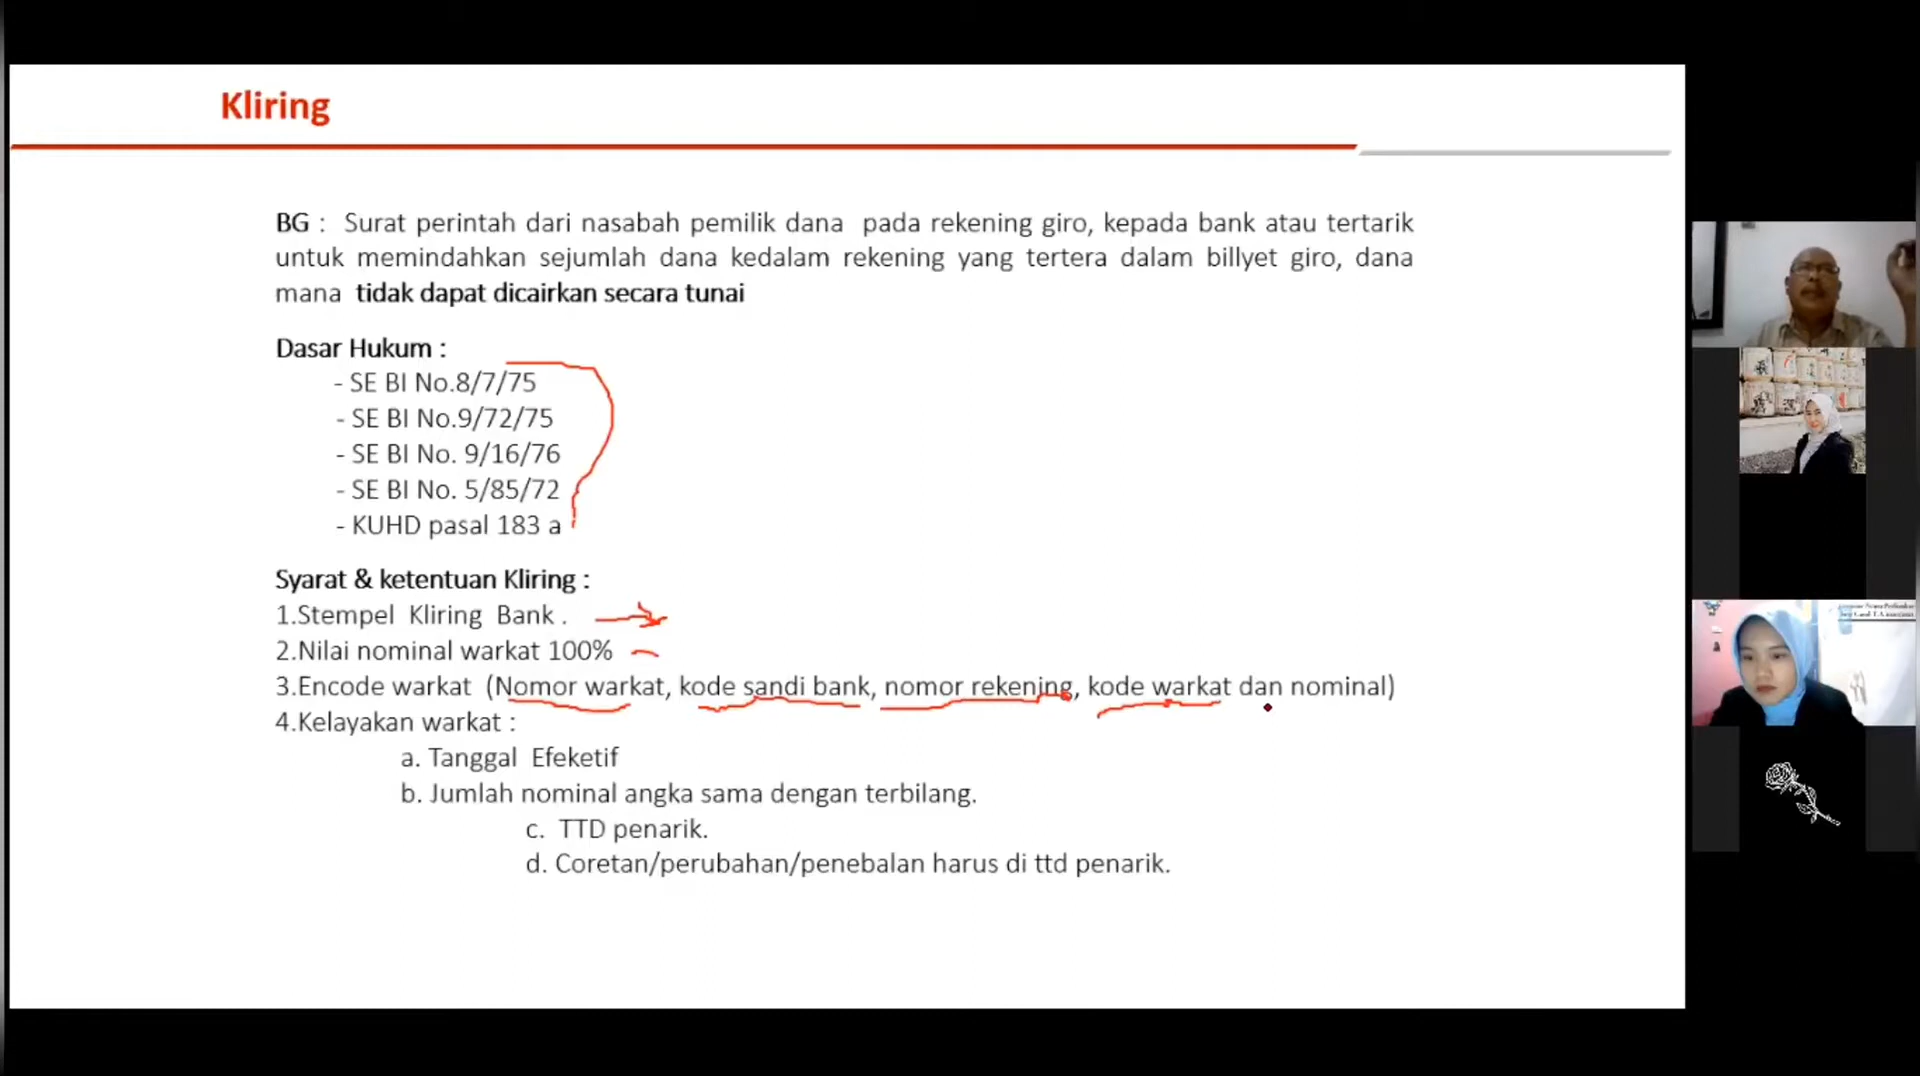 Kliring
BG : Surat perintah dari nasabah pemilik dana pada rekening giro, kepada bank atau tertarik
untuk memindahkan sejumlah dana kedalam rekening yang tertera dalam billyet giro, dana
mana tidak dapat dicairkan secara tunai
Dasar Hukum :
- SE BI No.8/7/75
- SE BI No.9/72/75
- SE BI No. 9/16/76
- SE BI No. 5/85/72
- KUHD pasal 183 a
Syarat & ketentuan Kliring :
1.Stempel Kliring Bank .
2.Nilai nominal warkat 100%
3.Encode warkat (Nomor warkat, kode sandi bank, nomor rekening, kode warkat dan nominal)
4.Kelayakan warkat :
a. Tanggal Efeketif
b. Jumlah nominal angka sama dengan terbilang.
c. TTD penarik.
d. Coretan/perubahan/penebalan harus di ttd penarik.